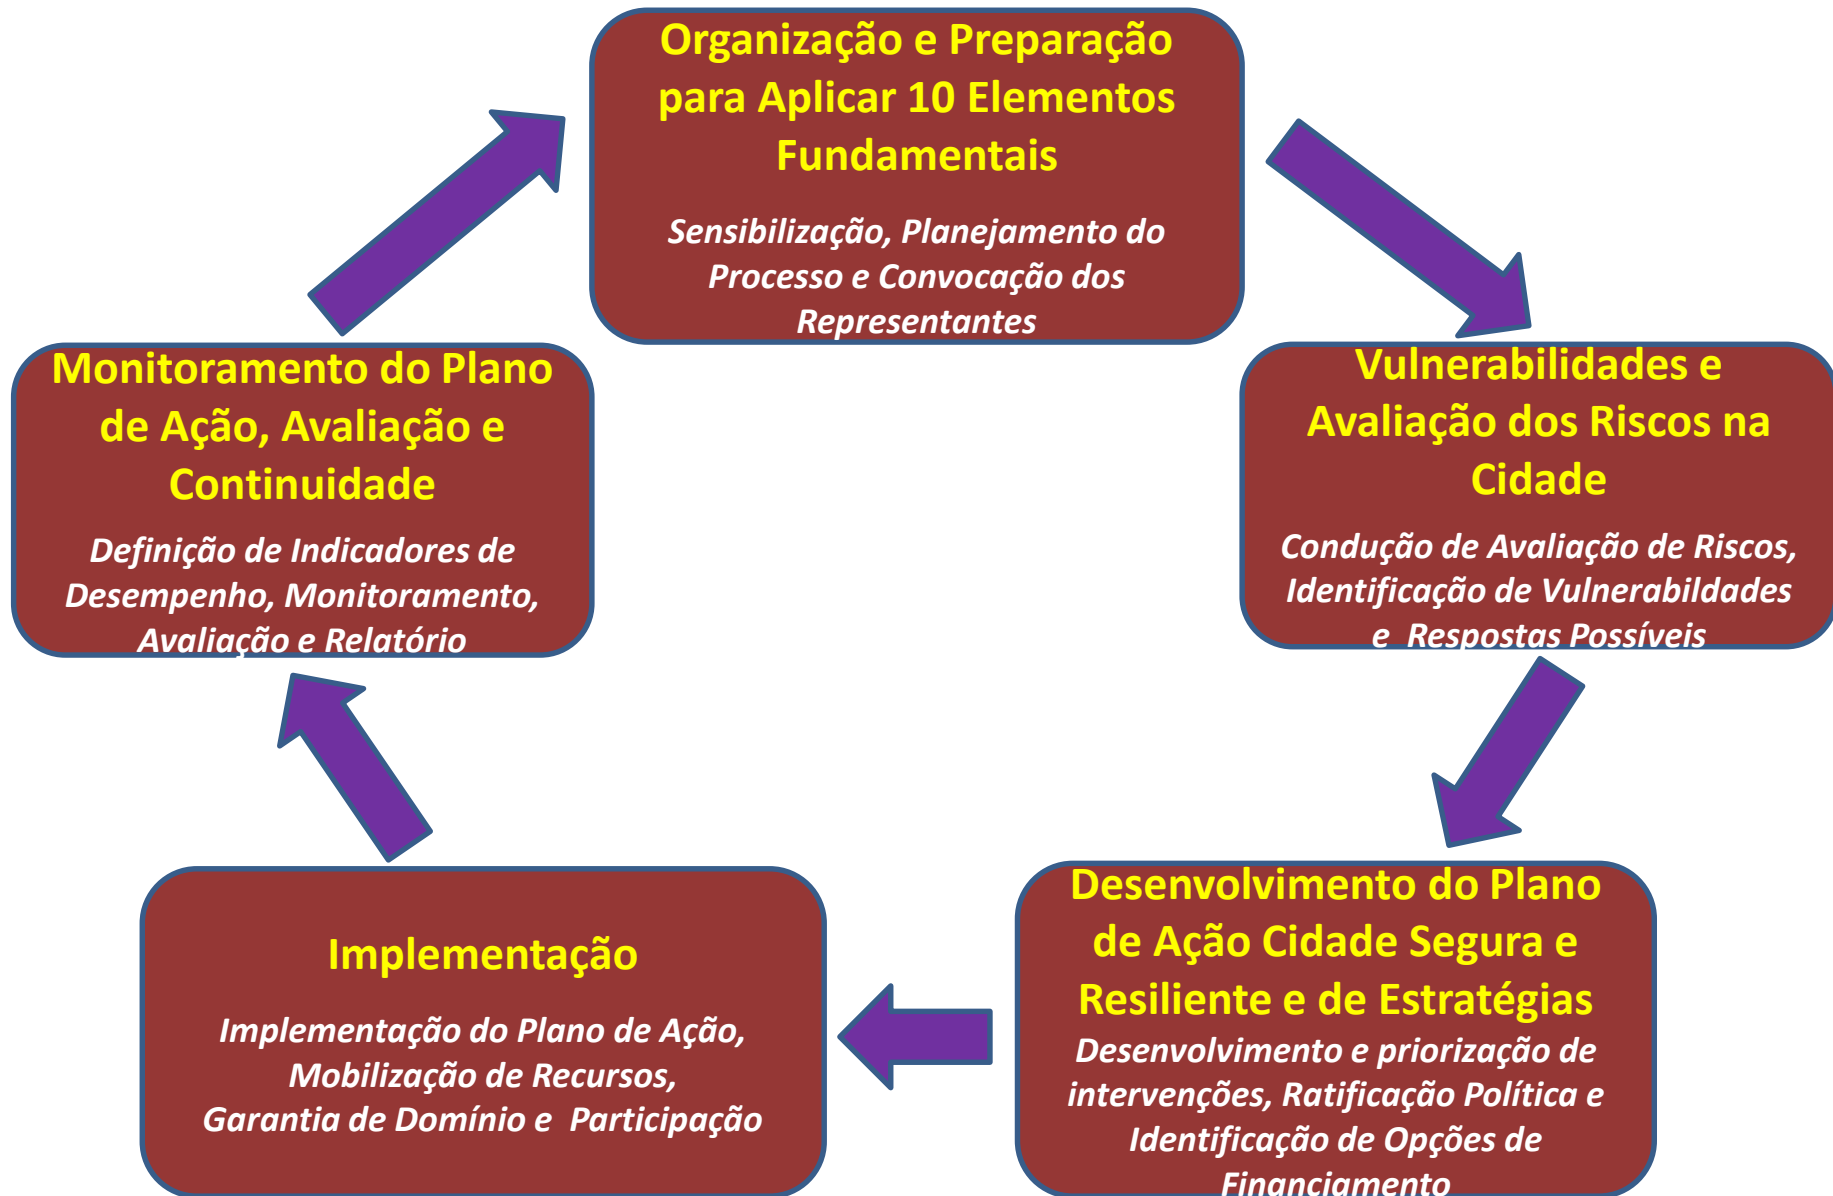 Organização e Preparação
para Aplicar 10 Elementos
Fundamentais
Sensibilização, Planejamento do
Processo e Convocação dos
Representantes
Vulnerabilidades e
Avaliação dos Riscos na
Cidade
Condução de Avaliação de Riscos,
Identificação de Vulnerabildades
e Respostas Possíveis
Desenvolvimento do Plano
de Ação Cidade Segura e
Resiliente e de Estratégias
Desenvolvimento e priorização de
intervenções, Ratificação Política e
Identificação de Opções de
Financiamento
Implementação
Implementação do Plano de Ação,
Mobilização de Recursos,
Garantia de Domínio e Participação
Monitoramento do Plano
de Ação, Avaliação e
Continuidade
Definição de Indicadores de
Desempenho, Monitoramento,
Avaliação e Relatório